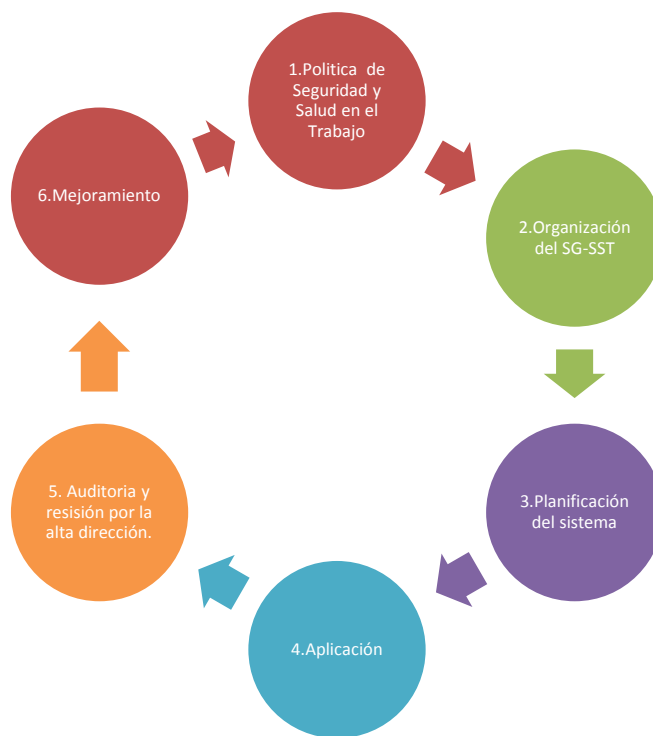 1.Politica de
Seguridad y
Salud en el
Trabajo
2.Organización
del SG-SST
3.Planificación
del sistema
4.Aplicación
5. Auditoria y
resisión por la
alta dirección.
6.Mejoramiento